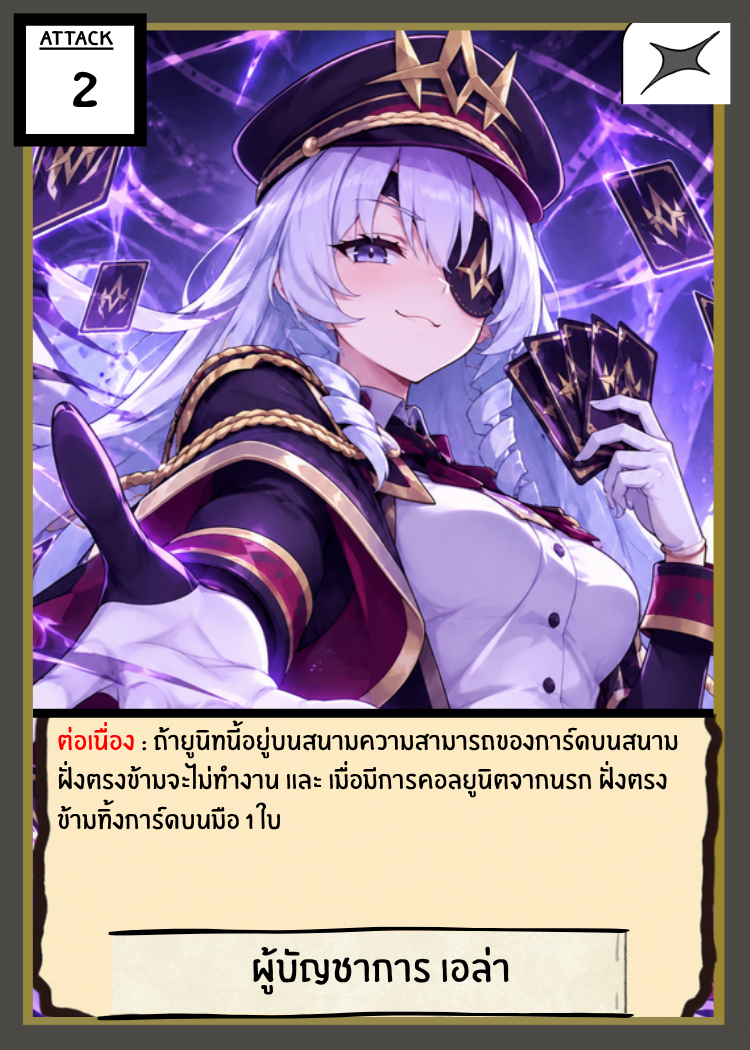 ATTACK
2
ต่อเนื่อง : ถ้ายูนิทนี้อยู่บนสนามความสามารถของการ์ดบนสนาม
ฝั่งตรงข้ามจะไม่ทำงาน และ เมื่อมีการคอลยูนิตจากนรก ฝั่งตรง
ข้ามทิ้งการ์ดบนมือ 1 ใบ
ผู้บัญชาการ เอล่า